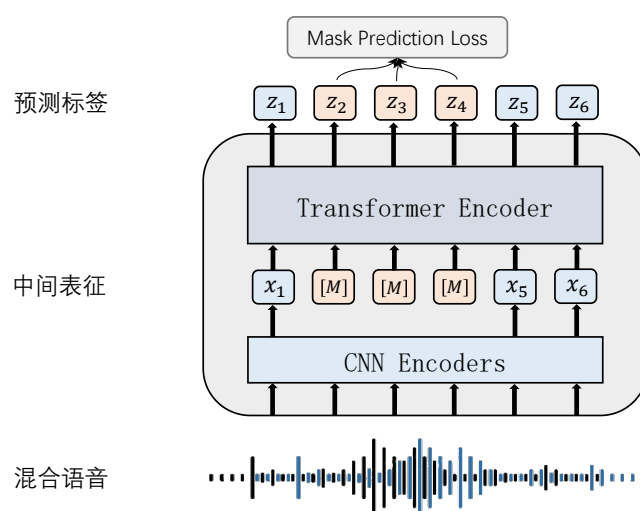 Mask Prediction Loss
预测标签 z₁ z₂ z₃ z₄ z₅ z₆
Transformer Encoder
中间表征 x₁ [M] [M] [M] x₅ x₆
CNN Encoders
混合语音